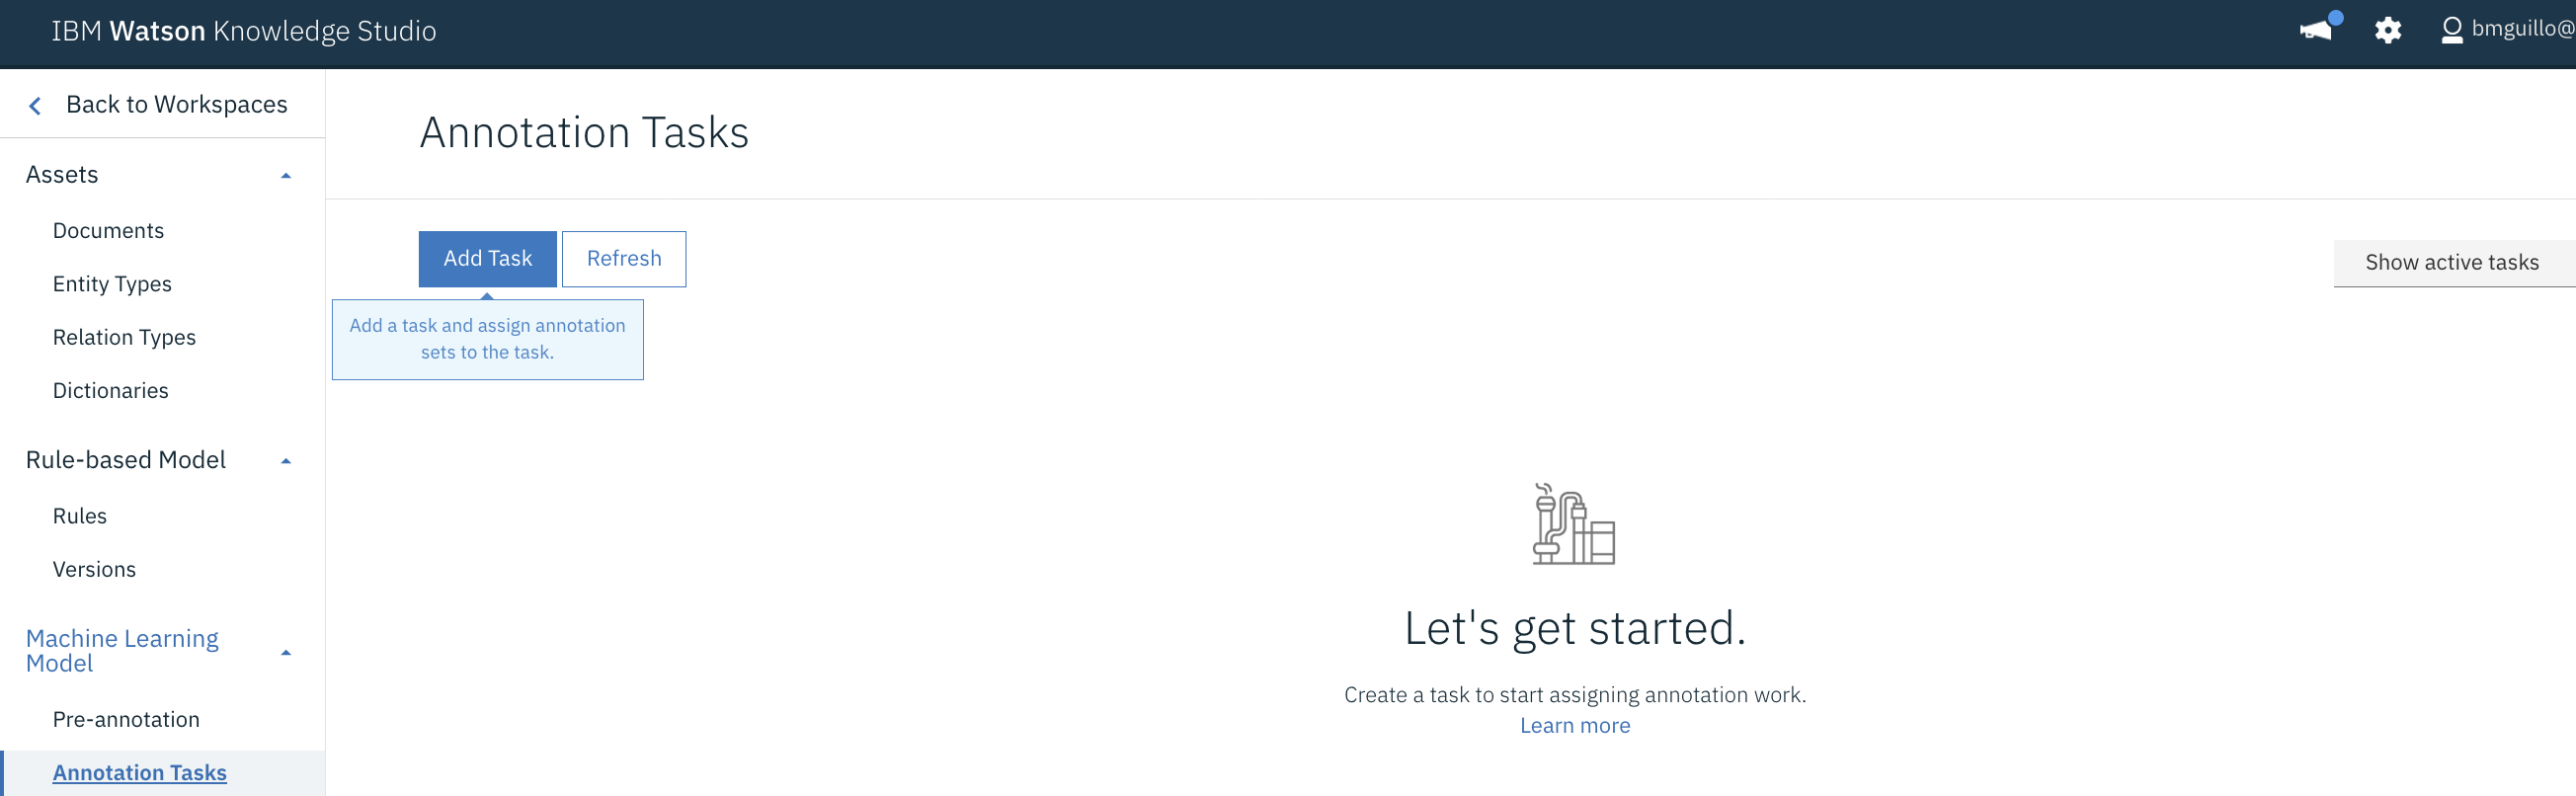 IBM Watson Knowledge Studio
bmguillo@
Back to Workspaces
Assets
Documents
Entity Types
Relation Types
Dictionaries
Rule-based Model
Rules
Versions
Machine Learning
Model
Pre-annotation
Annotation Tasks
Annotation Tasks
Add Task
Refresh
Show active tasks
Add a task and assign annotation
sets to the task.
Let's get started.
Create a task to start assigning annotation work.
Learn more